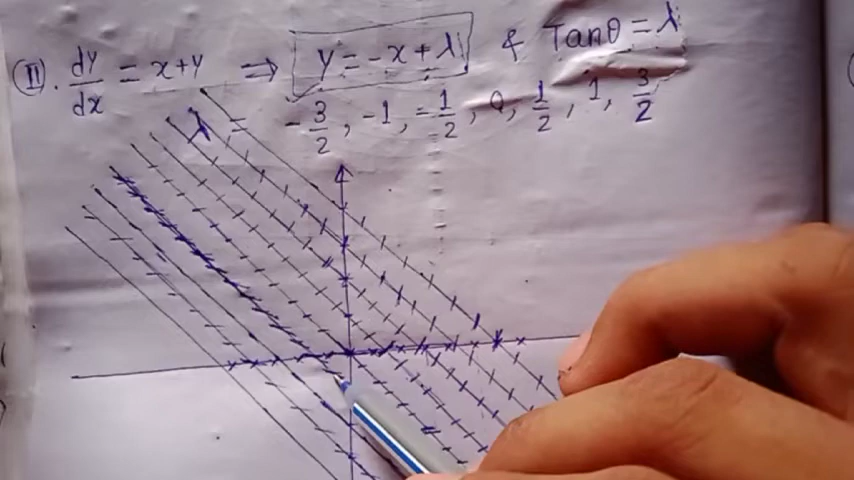 (II). dy/dx = x+y ⇒ y = -x + λ & Tanθ = λ
λ = -3/2, -1, -1/2, 0, 1/2, 1, 3/2